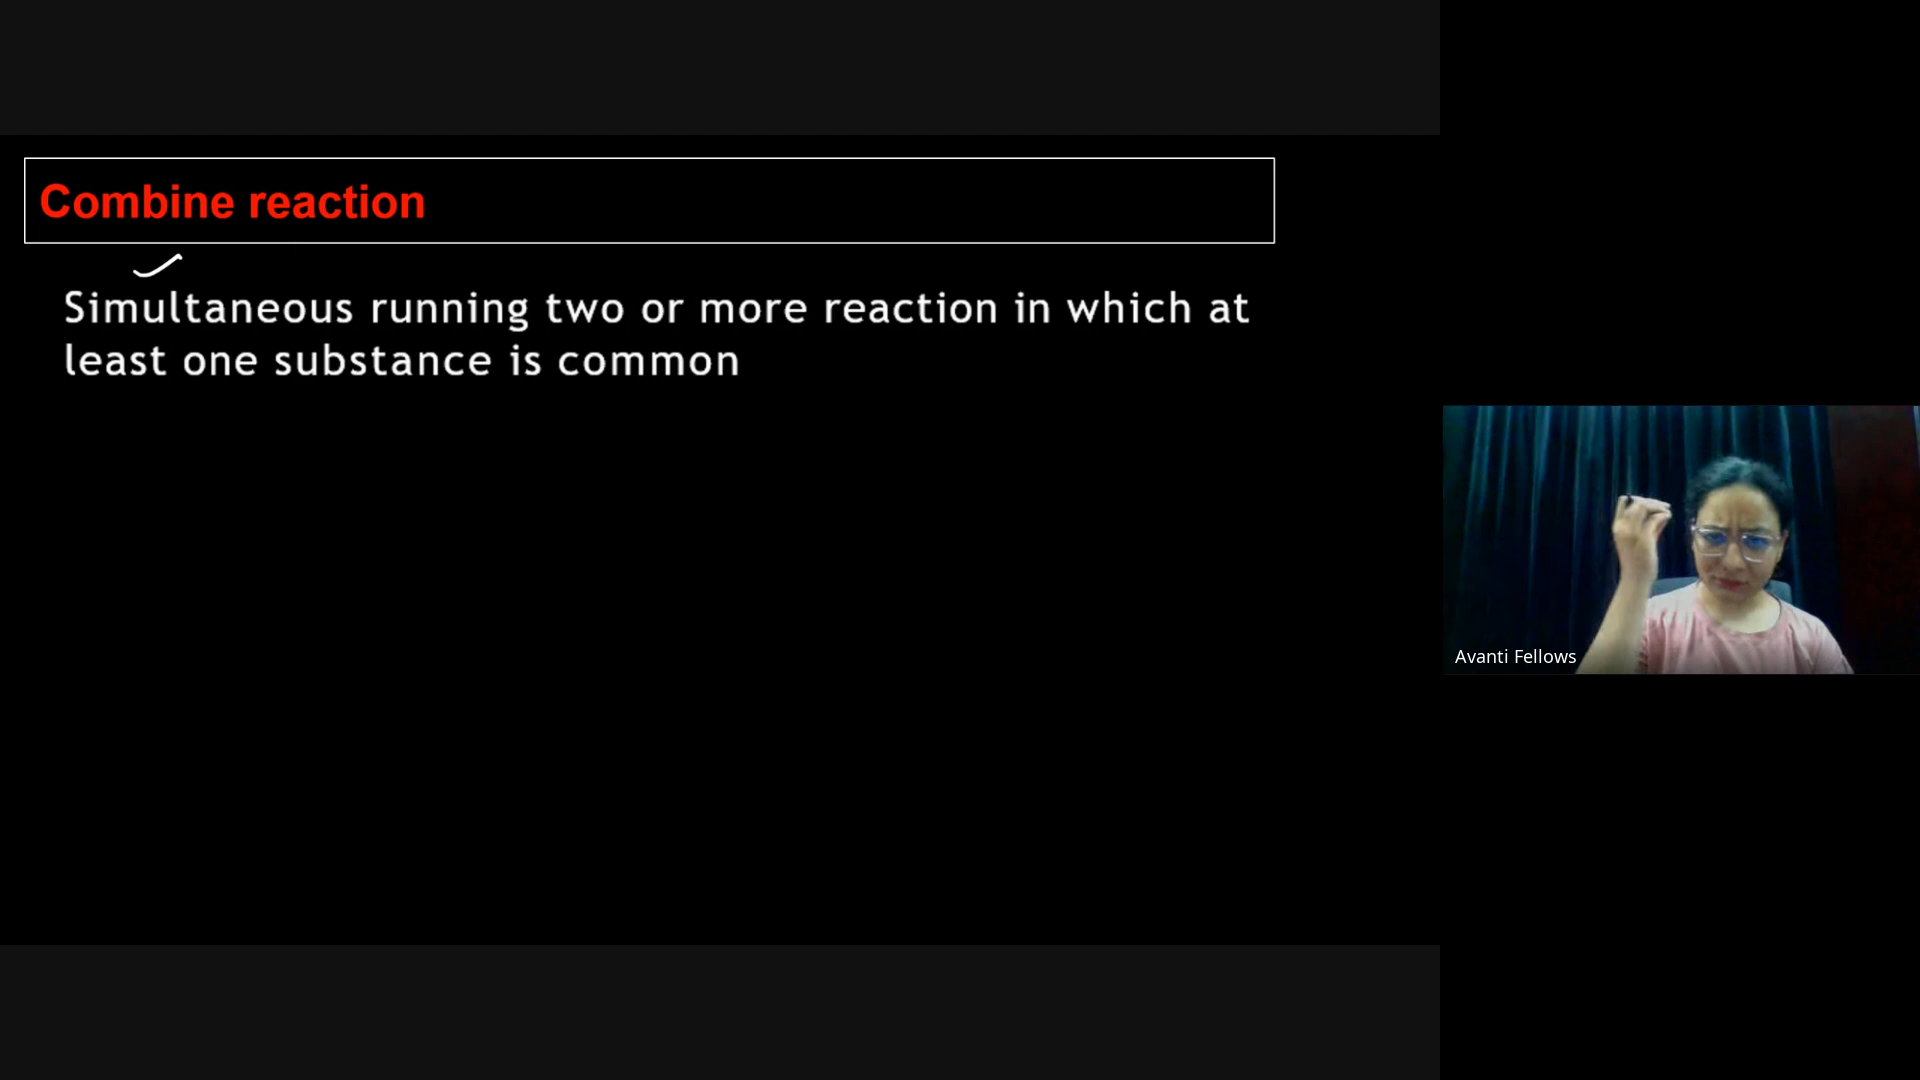 Combine reaction
Simultaneous running two or more reaction in which at
least one substance is common
Avanti Fellows